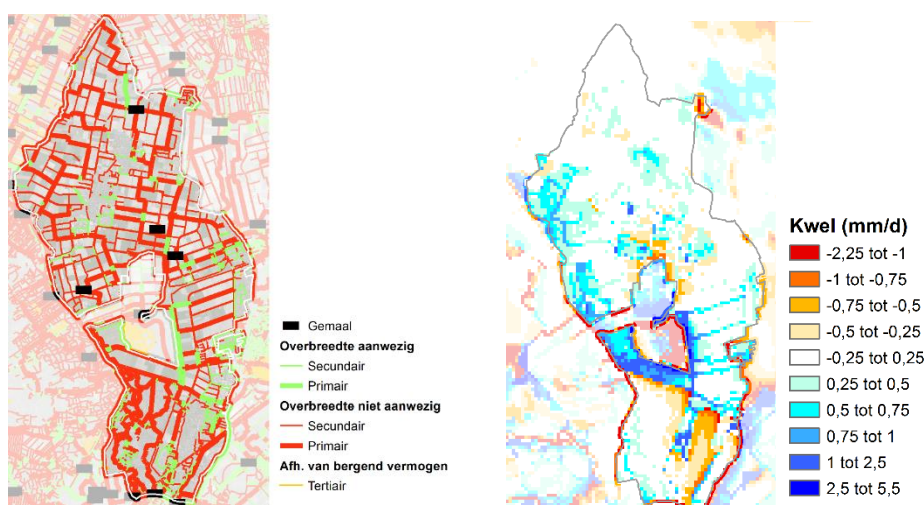 Gemaal
Overbreedte aanwezig
Secundair
Primair
Overbreedte niet aanwezig
Secundair
Primair
Afh. van bergend vermogen
Tertiair
Kwel (mm/d)
-2,25 tot -1
-1 tot -0,75
-0,75 tot -0,5
-0,5 tot -0,25
-0,25 tot 0,25
0,25 tot 0,5
0,5 tot 0,75
0,75 tot 1
1 tot 2,5
2,5 tot 5,5